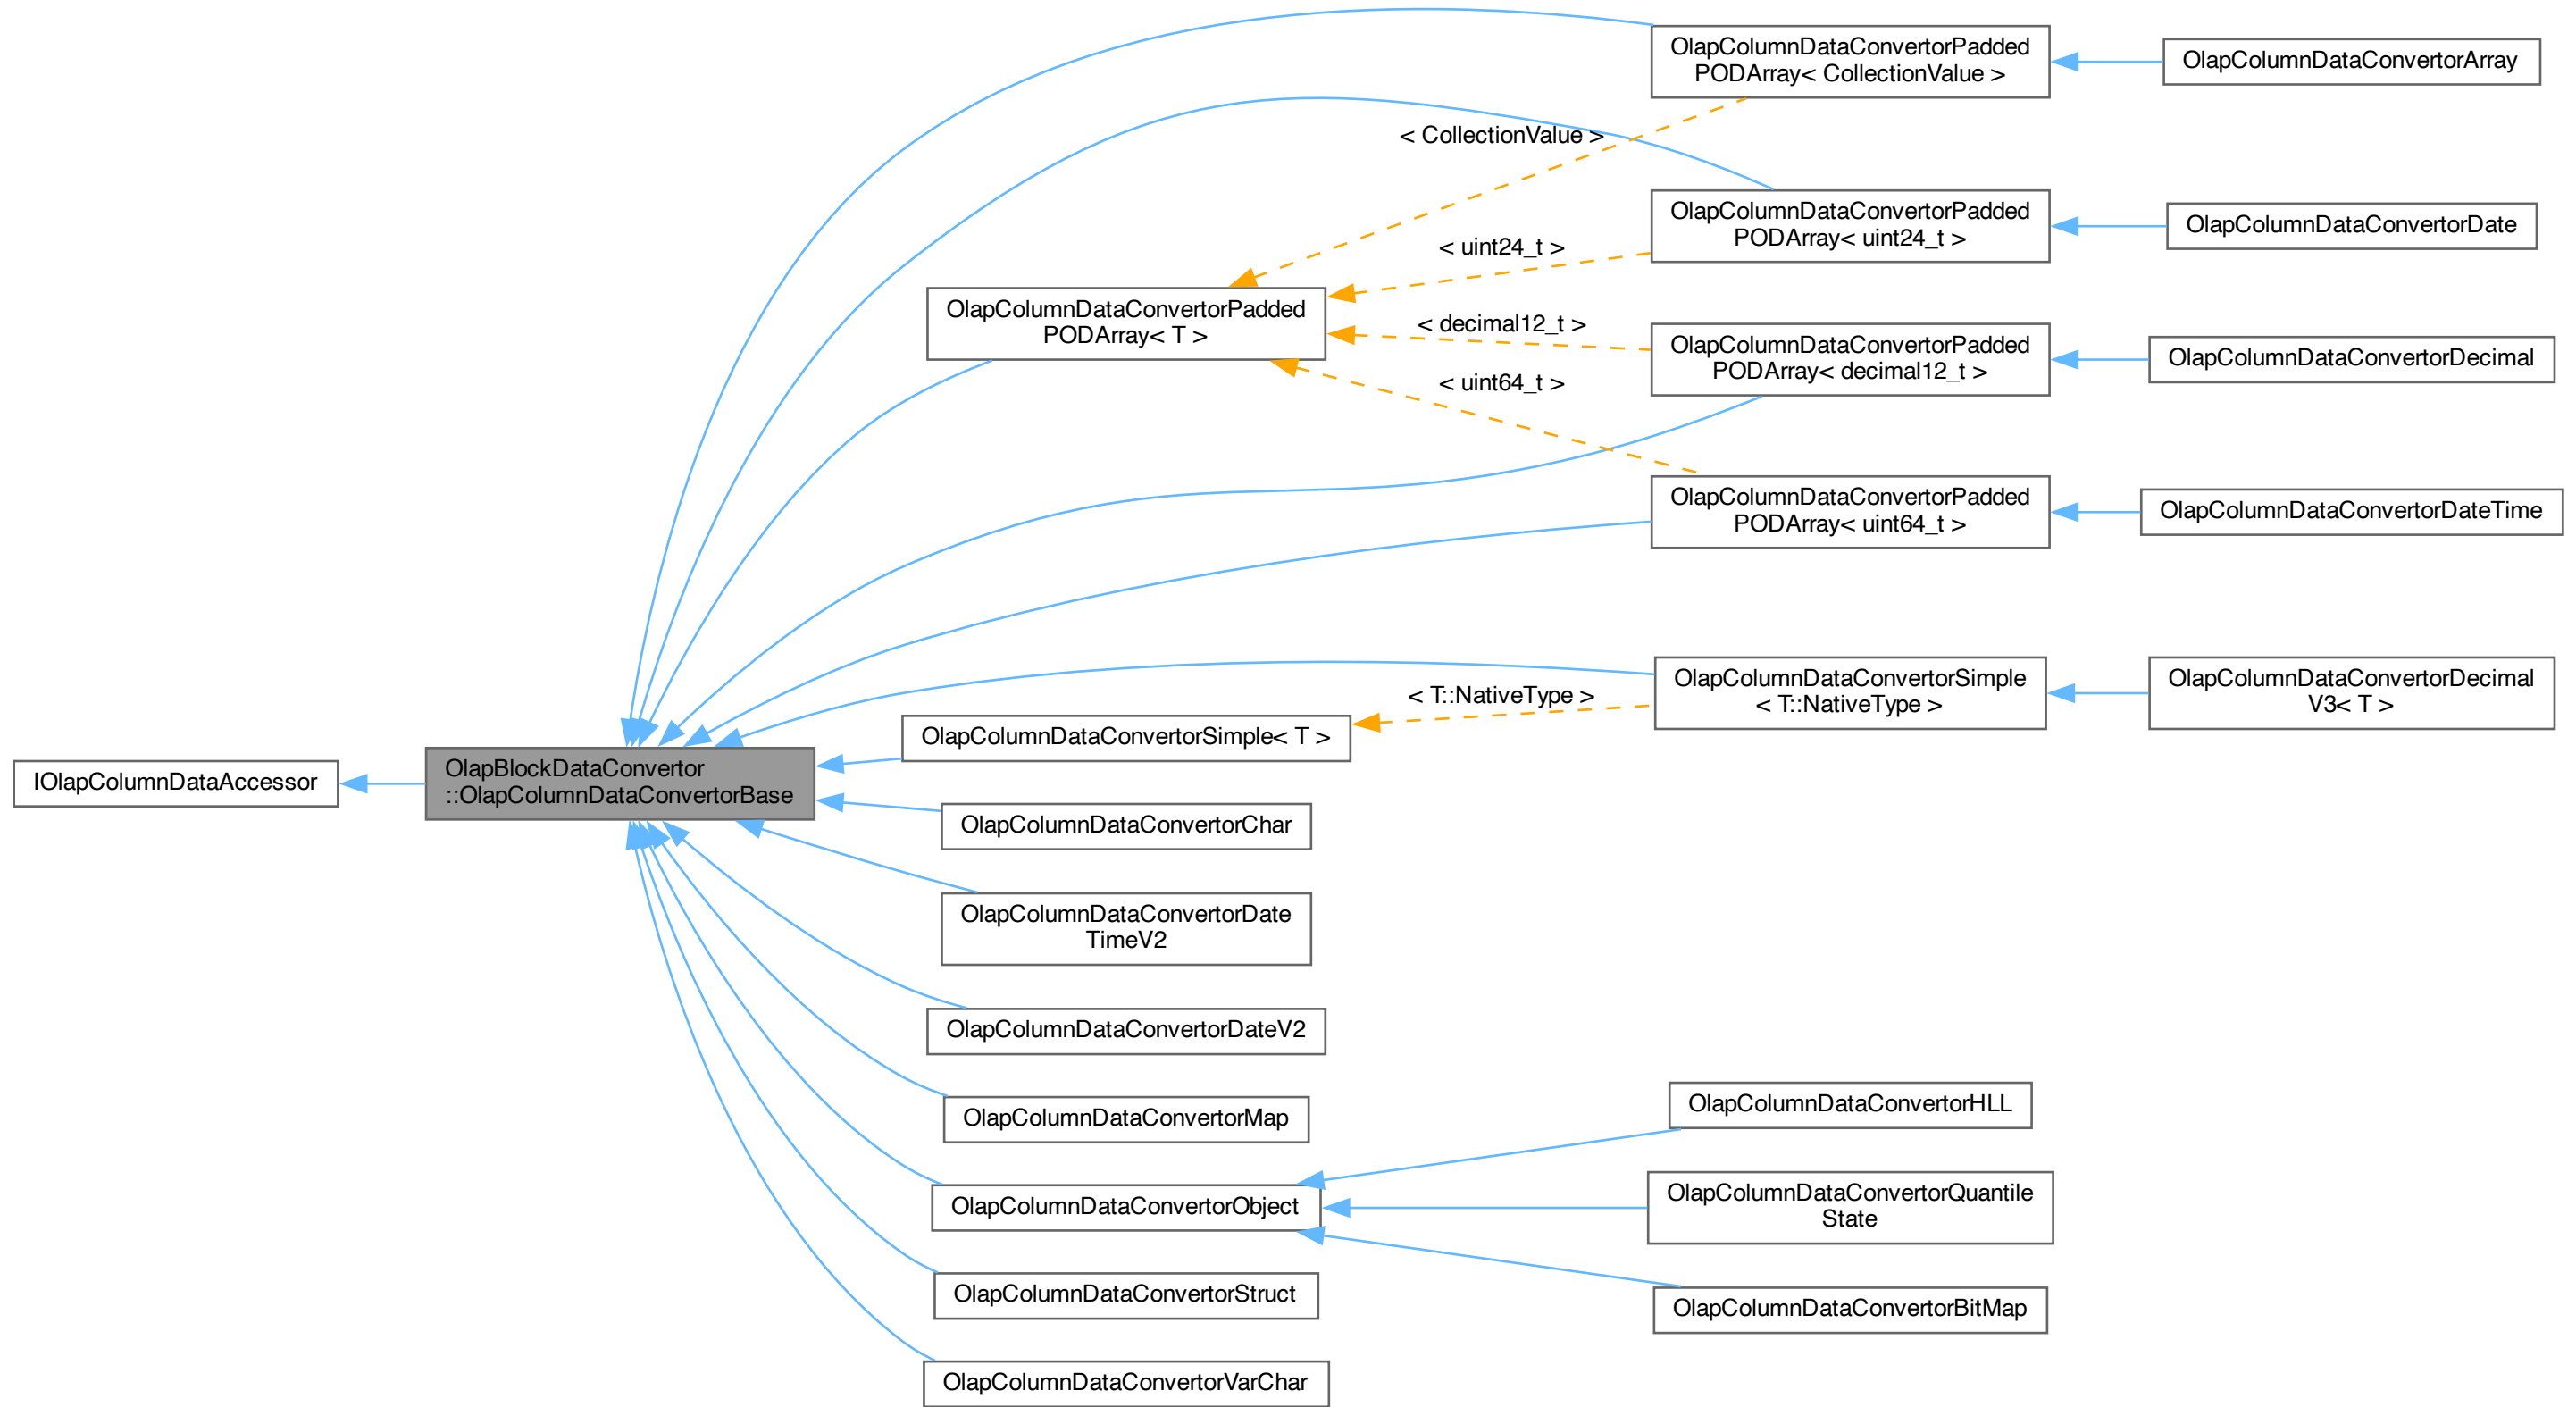 OlapColumnDataConvertorPadded
PODArray< CollectionValue >
OlapColumnDataConvertorArray
< CollectionValue >
OlapColumnDataConvertorPadded
PODArray< uint24_t >
OlapColumnDataConvertorDate
< uint24_t >
OlapColumnDataConvertorPadded
PODArray< T >
< decimal12_t >
OlapColumnDataConvertorPadded
PODArray< decimal12_t >
OlapColumnDataConvertorDecimal
< uint64_t >
OlapColumnDataConvertorPadded
PODArray< uint64_t >
OlapColumnDataConvertorDateTime
OlapColumnDataConvertorSimple
< T::NativeType >
OlapColumnDataConvertorDecimal
V3< T >
< T::NativeType >
OlapColumnDataConvertorSimple< T >
IOlapColumnDataAccessor
OlapBlockDataConvertor
::OlapColumnDataConvertorBase
OlapColumnDataConvertorChar
OlapColumnDataConvertorDate
TimeV2
OlapColumnDataConvertorDateV2
OlapColumnDataConvertorMap
OlapColumnDataConvertorHLL
OlapColumnDataConvertorObject
OlapColumnDataConvertorQuantile
State
OlapColumnDataConvertorStruct
OlapColumnDataConvertorBitMap
OlapColumnDataConvertorVarChar